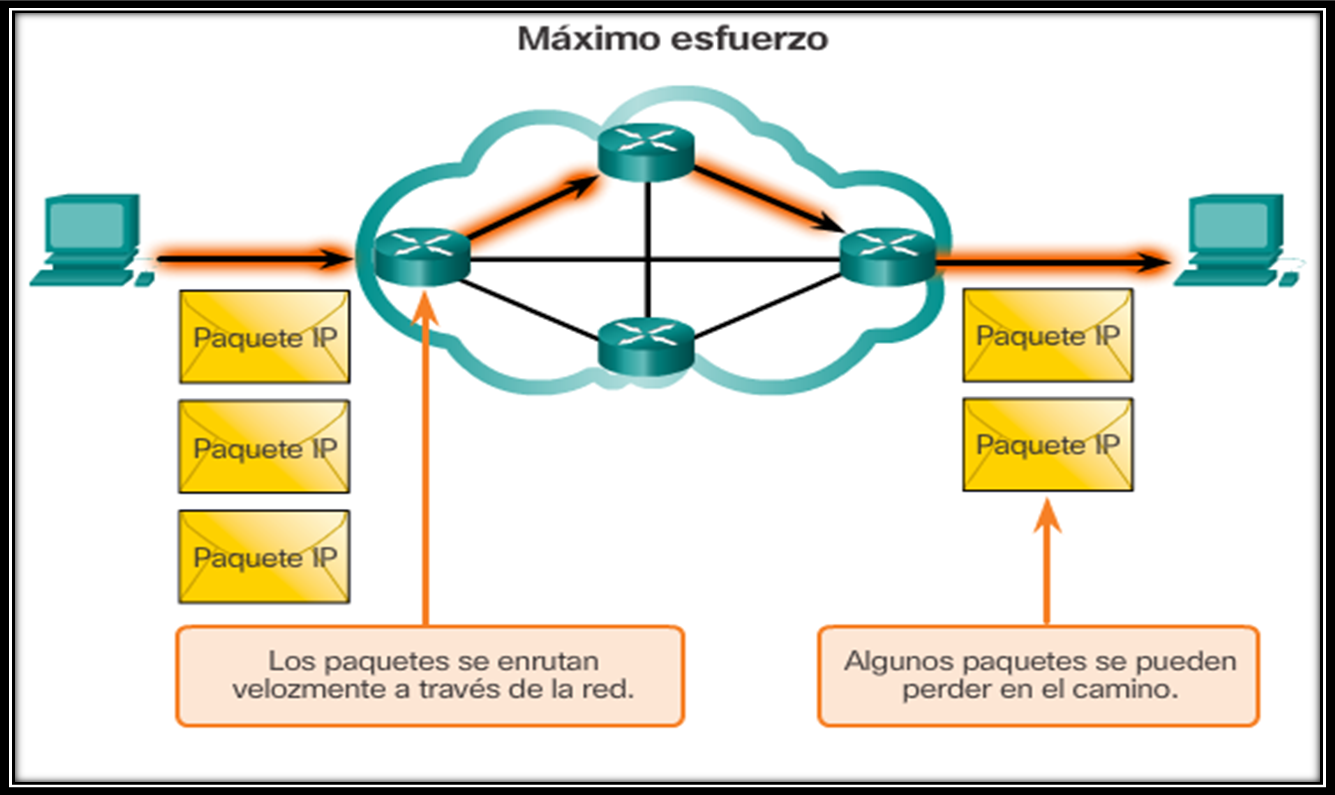 Máximo esfuerzo
Paquete IP
Paquete IP
Paquete IP
Paquete IP
Paquete IP
Los paquetes se enrutan
velozmente a través de la red.
Algunos paquetes se pueden
perder en el camino.